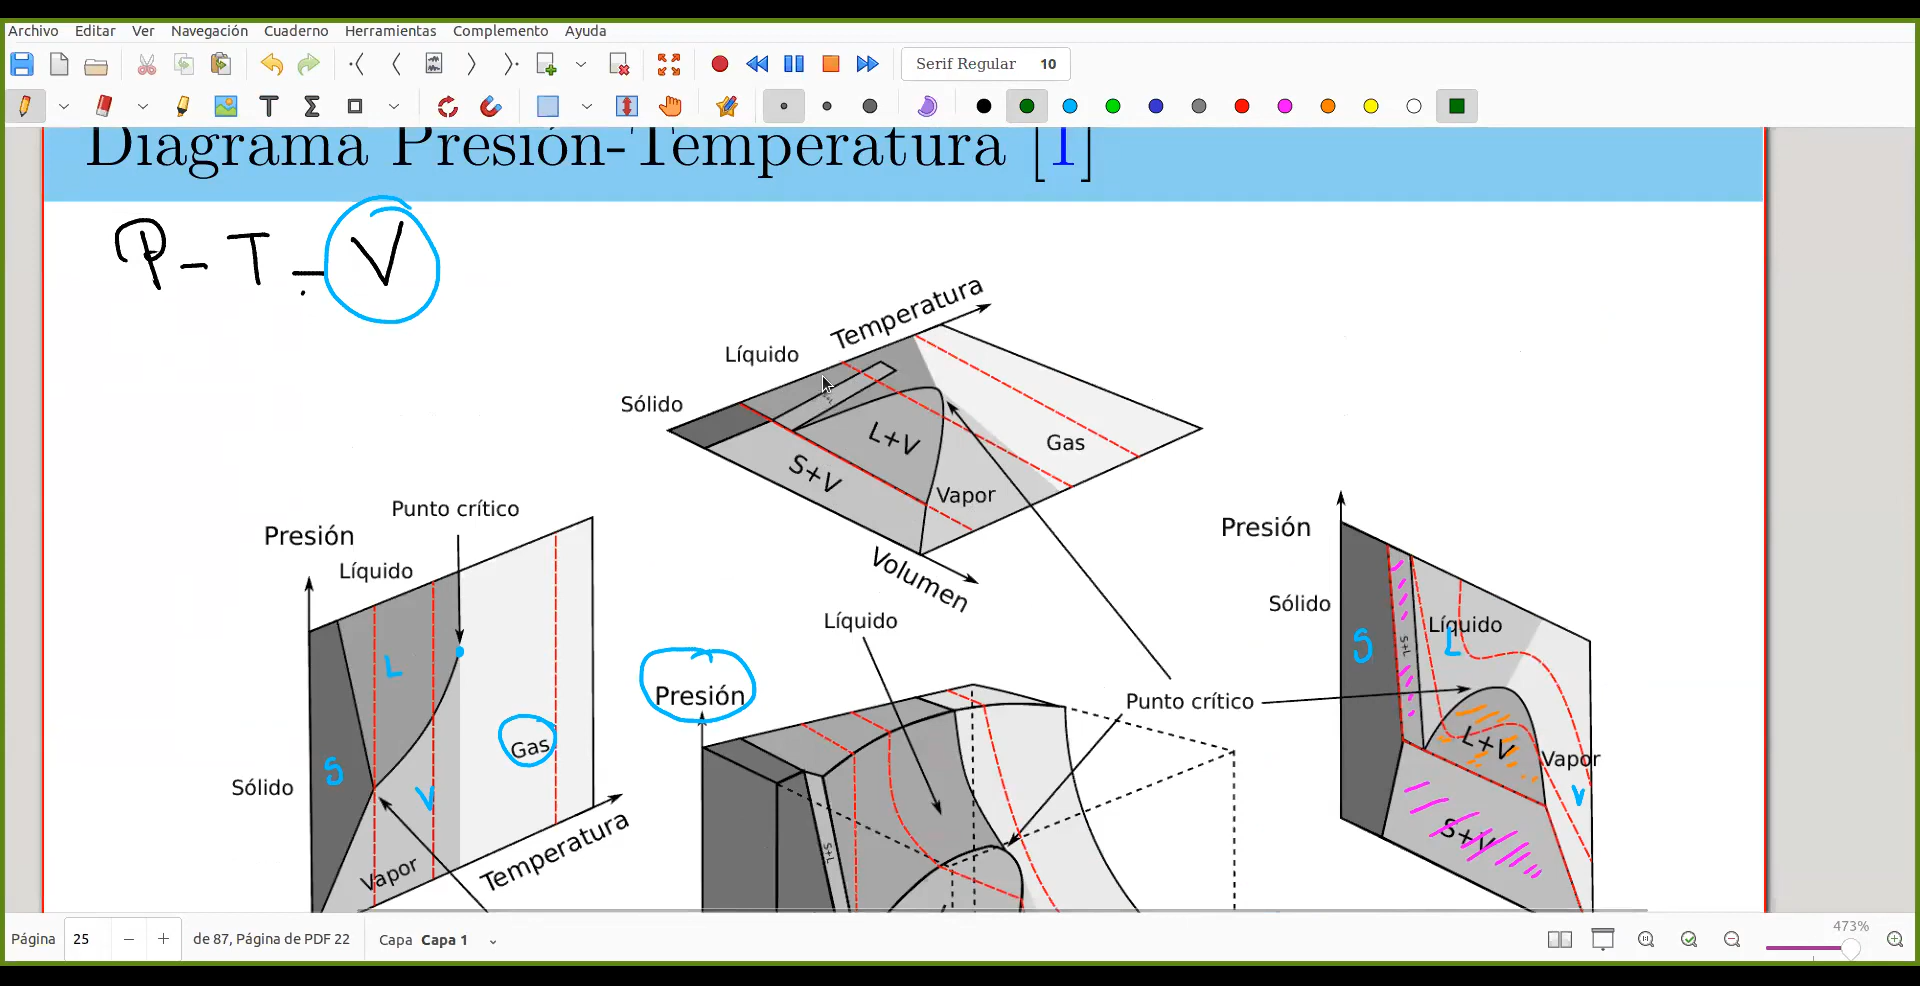 Archivo Editar Ver Navegación Cuaderno Herramientas Complemento Ayuda
Serif Regular 10
Diagrama Presión-Temperatura [1]
P - T - V
Temperatura
Líquido
Sólido
L+V
Gas
S+V
Vapor
Volumen
Punto crítico
Presión
Líquido
L
S
Gas
Sólido
V
Vapor
Temperatura
Líquido
Presión
S+L
Punto crítico
Presión
Sólido
S
S+L
Líquido
L
L+V
Vapor
V
S+V
Página 25 de 87, Página de PDF 22 Capa Capa 1 473%